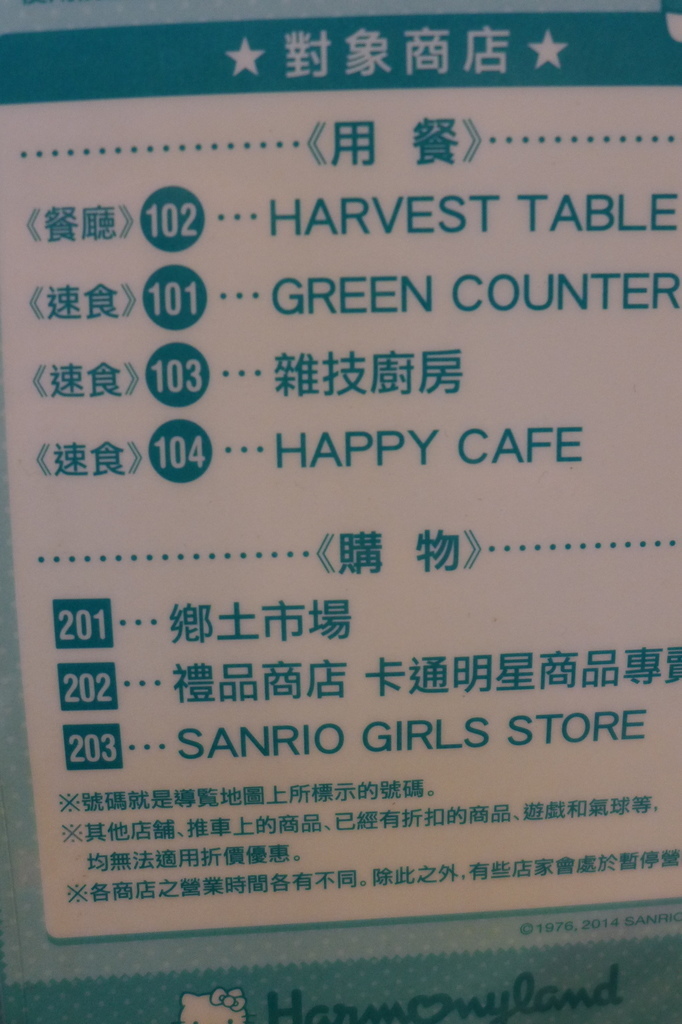 ★對象商店★
《用 餐》
《餐廳》102…HARVEST TABLE
《速食》101…GREEN COUNTER
《速食》103…雜技廚房
《速食》104…HAPPY CAFE
《購 物》
201…鄉土市場
202…禮品商店 卡通明星商品專賣
203…SANRIO GIRLS STORE
※號碼就是導覽地圖上所標示的號碼。
※其他店舖、推車上的商品、已經有折扣的商品、遊戲和氣球等,
均無法適用折價優惠。
※各商店之營業時間各有不同。除此之外,有些店家會處於暫停營
©1976, 2014 SANRIO
Harmonyland